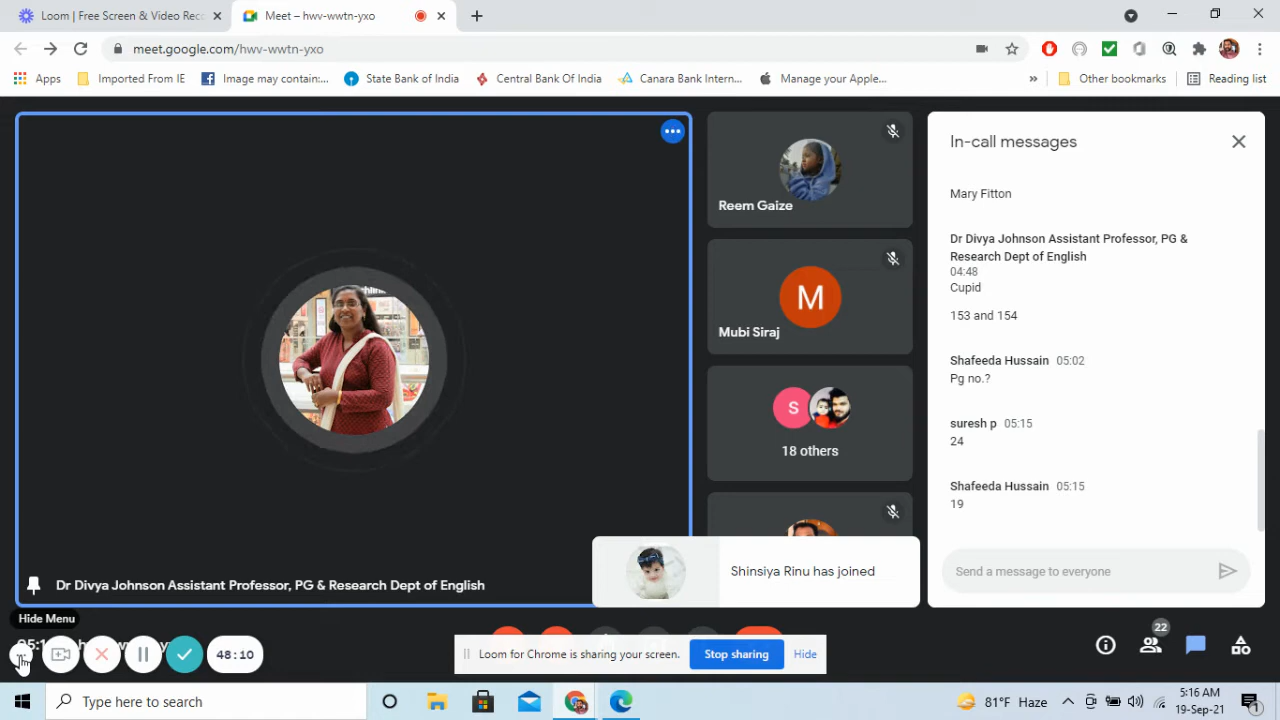 Loom | Free Screen & Video Rec
Meet – hwv-wwtn-yxo
meet.google.com/hwv-wwtn-yxo
Apps
Imported From IE
Image may contain:...
State Bank of India
Central Bank Of India
Canara Bank Intern...
Manage your Apple...
»
Other bookmarks
Reading list
Reem Gaize
M
Mubi Siraj
S
18 others
Dr Divya Johnson Assistant Professor, PG & Research Dept of English
Shinsiya Rinu has joined
In-call messages
Mary Fitton
Dr Divya Johnson Assistant Professor, PG &
Research Dept of English
04:48
Cupid
153 and 154
Shafeeda Hussain 05:02
Pg no.?
suresh p 05:15
24
Shafeeda Hussain 05:15
19
Send a message to everyone
Hide Menu
48:10
Loom for Chrome is sharing your screen.
Stop sharing
Hide
22
Type here to search
81°F Haze
5:16 AM
19-Sep-21
1